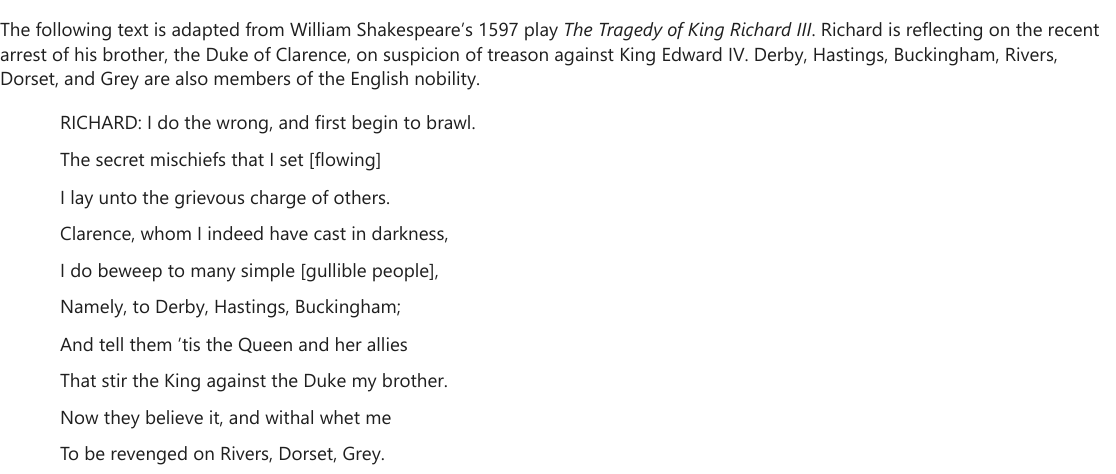 The following text is adapted from William Shakespeare’s 1597 play The Tragedy of King Richard III. Richard is reflecting on the recent
arrest of his brother, the Duke of Clarence, on suspicion of treason against King Edward IV. Derby, Hastings, Buckingham, Rivers,
Dorset, and Grey are also members of the English nobility.
RICHARD: I do the wrong, and first begin to brawl.
The secret mischiefs that I set [flowing]
I lay unto the grievous charge of others.
Clarence, whom I indeed have cast in darkness,
I do beweep to many simple [gullible people],
Namely, to Derby, Hastings, Buckingham;
And tell them ’tis the Queen and her allies
That stir the King against the Duke my brother.
Now they believe it, and withal whet me
To be revenged on Rivers, Dorset, Grey.